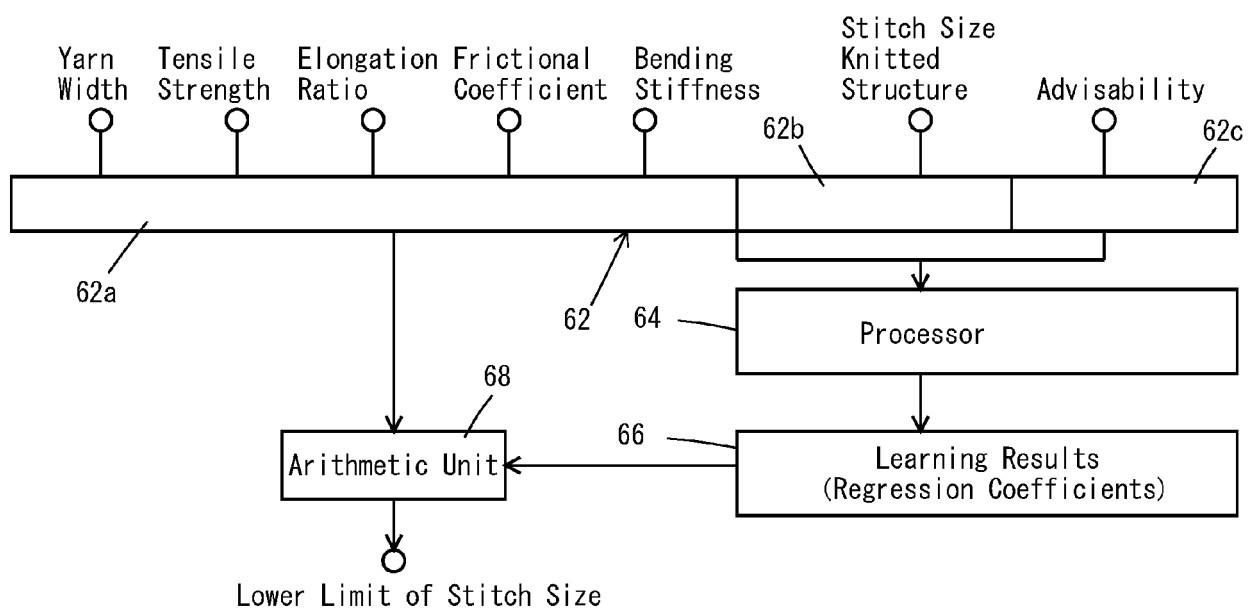 Yarn
Width
Tensile
Strength
Elongation
Ratio
Frictional
Coefficient
Bending
Stiffness
Stitch Size
Knitted
Structure
Advisability
62b
62c
62a
62
64
Processor
68
66
Arithmetic Unit
Learning Results
(Regression Coefficients)
Lower Limit of Stitch Size